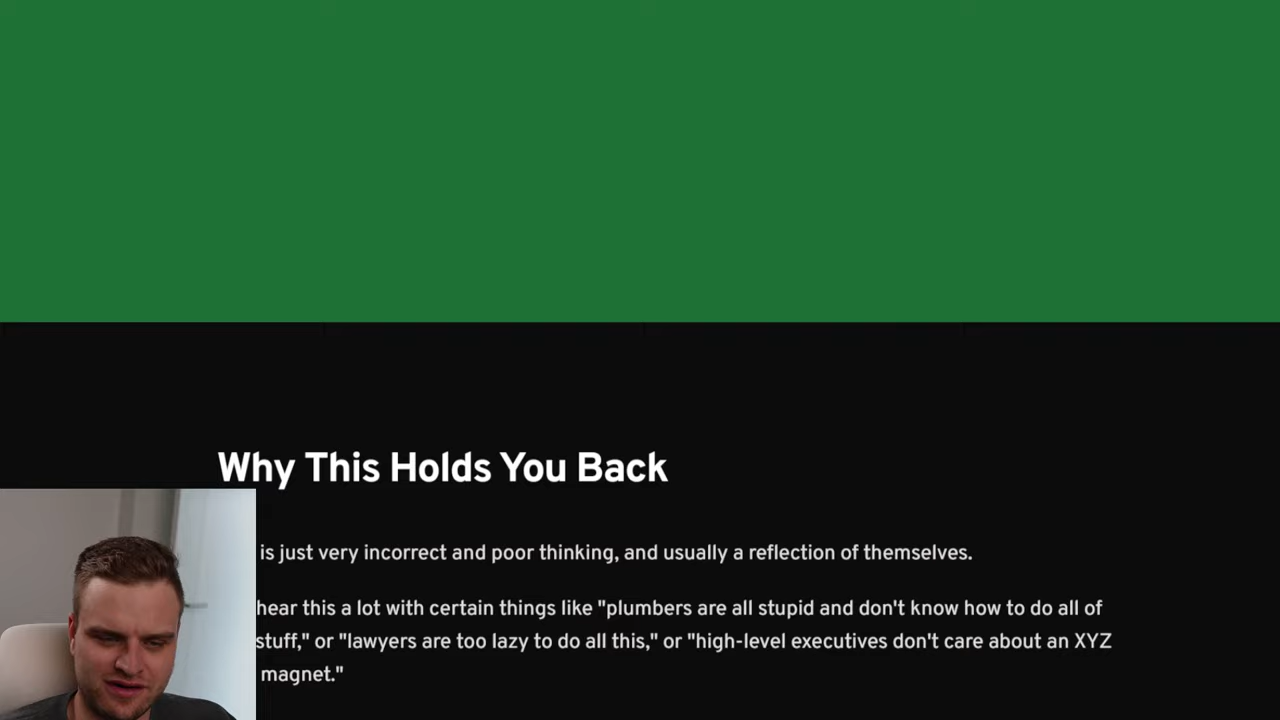 Why This Holds You Back
is just very incorrect and poor thinking, and usually a reflection of themselves.
hear this a lot with certain things like "plumbers are all stupid and don't know how to do all of
stuff," or "lawyers are too lazy to do all this," or "high-level executives don't care about an XYZ
magnet."